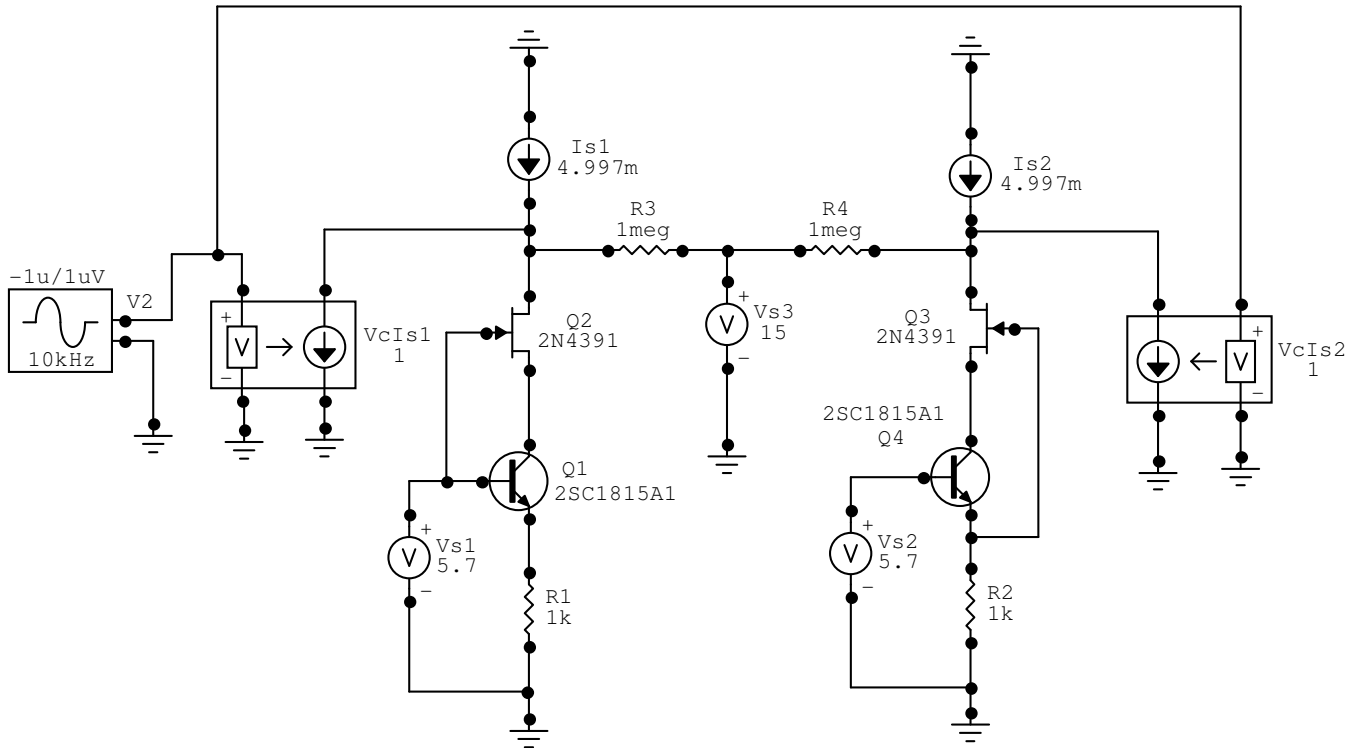 Is1
4.997m
Is2
4.997m
R3
1meg
R4
1meg
-1u/1uV
V2
10kHz
+
V
-
VcIs1
1
Q2
2N4391
+
V
-
Vs3
15
Q3
2N4391
+
V
-
VcIs2
1
2SC1815A1
Q4
Q1
2SC1815A1
+
V
-
Vs1
5.7
+
V
-
Vs2
5.7
R1
1k
R2
1k